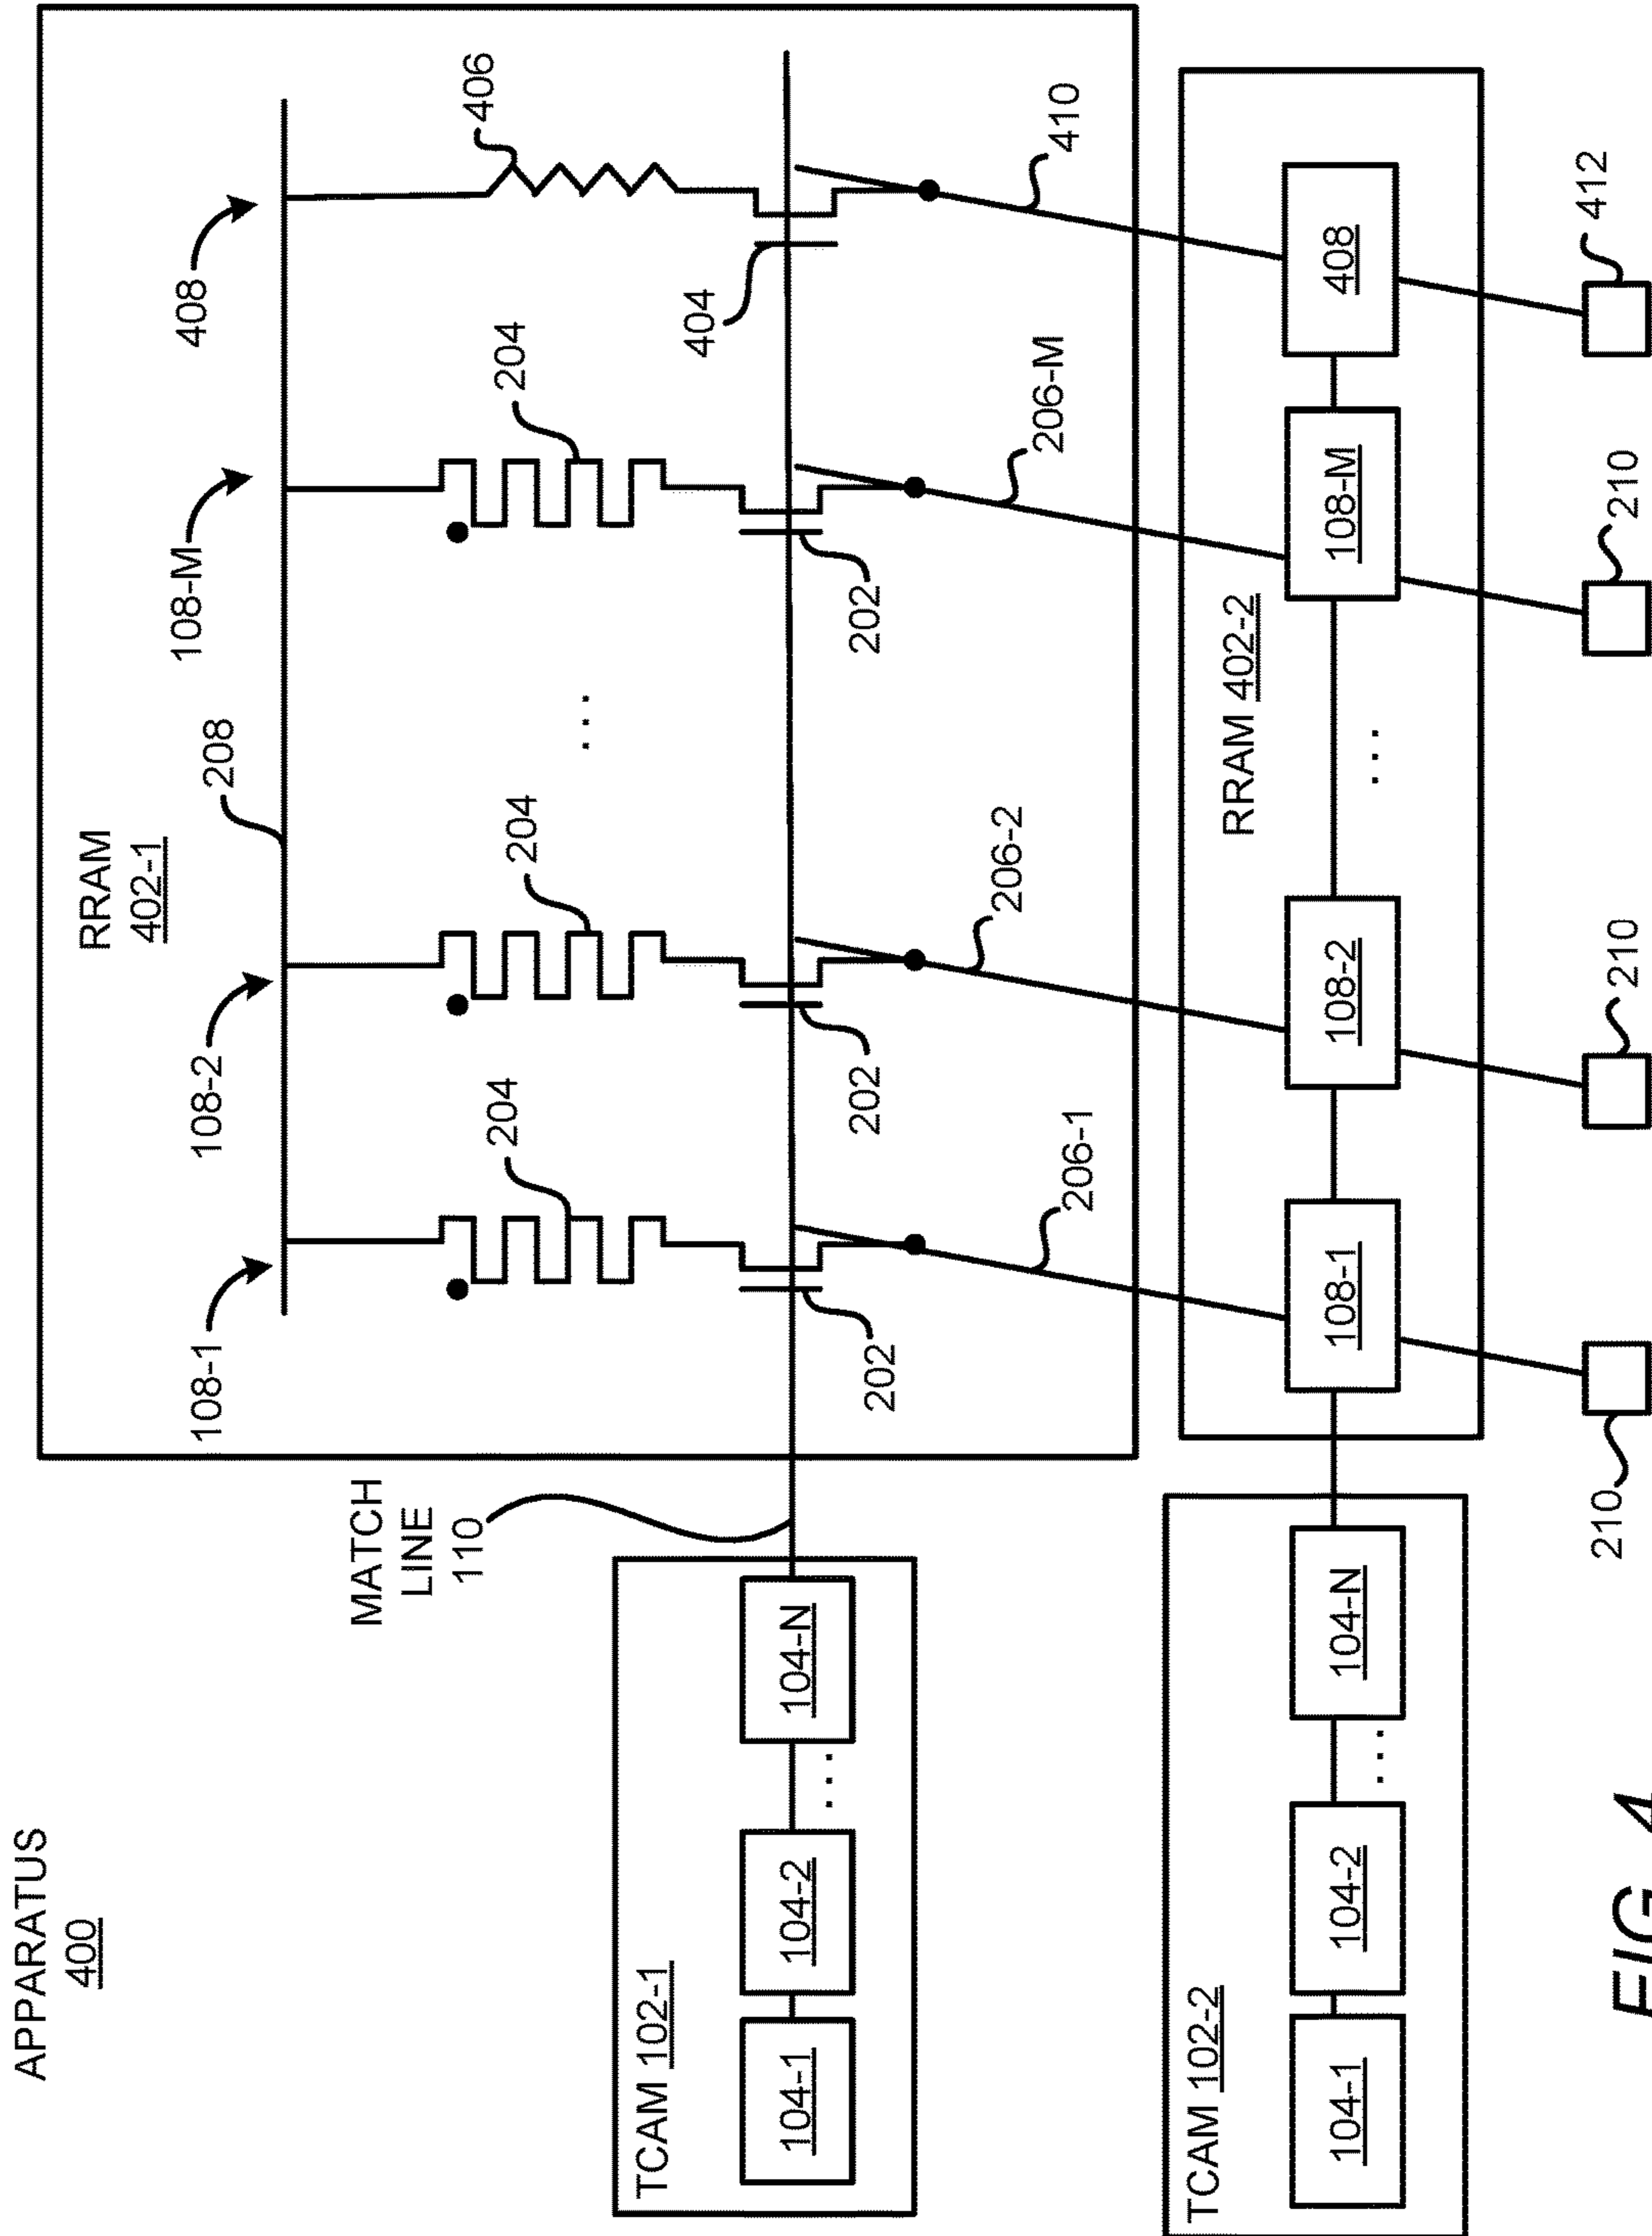 APPARATUS
400
RRAM
402-1
108-1
108-2
208
108-M
408
MATCH
LINE
110
204
204
204
406
TCAM 102-1
404
104-1 104-2 ... 104-N
...
202
202
202
206-1
206-2
206-M
410
TCAM 102-2
RRAM 402-2
104-1 104-2 ... 104-N
108-1 108-2 ... 108-M 408
210
210
210
412
FIG. 4